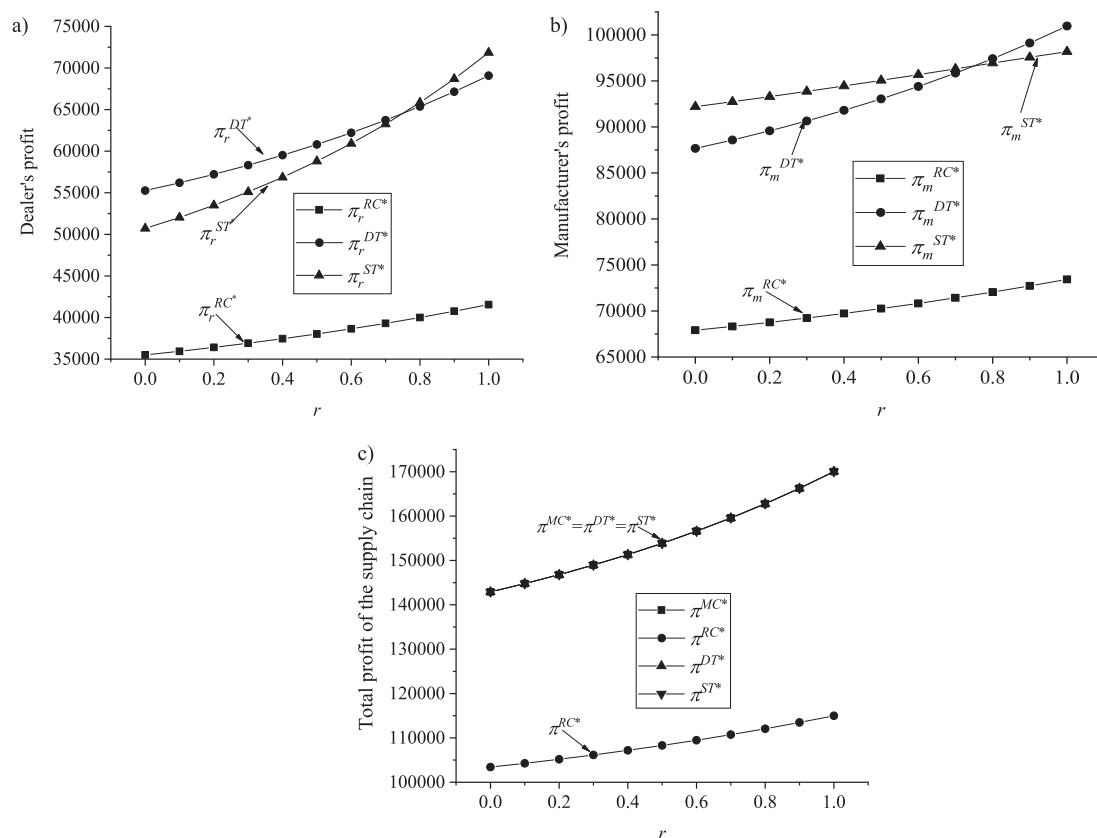 a)
75000
70000
65000
60000
55000
50000
45000
40000
35000
Dealer's profit
0.0 0.2 0.4 0.6 0.8 1.0
r
π_r^{DT*}
π_r^{ST*}
π_r^{RC*}
π_r^{RC*}
π_r^{DT*}
π_r^{ST*}
b)
100000
95000
90000
85000
80000
75000
70000
65000
Manufacturer's profit
0.0 0.2 0.4 0.6 0.8 1.0
r
π_m^{ST*}
π_m^{DT*}
π_m^{RC*}
π_m^{RC*}
π_m^{DT*}
π_m^{ST*}
c)
170000
160000
150000
140000
130000
120000
110000
100000
Total profit of the supply chain
0.0 0.2 0.4 0.6 0.8 1.0
r
π^{MC*}=π^{DT*}=π^{ST*}
π^{RC*}
π^{MC*}
π^{RC*}
π^{DT*}
π^{ST*}